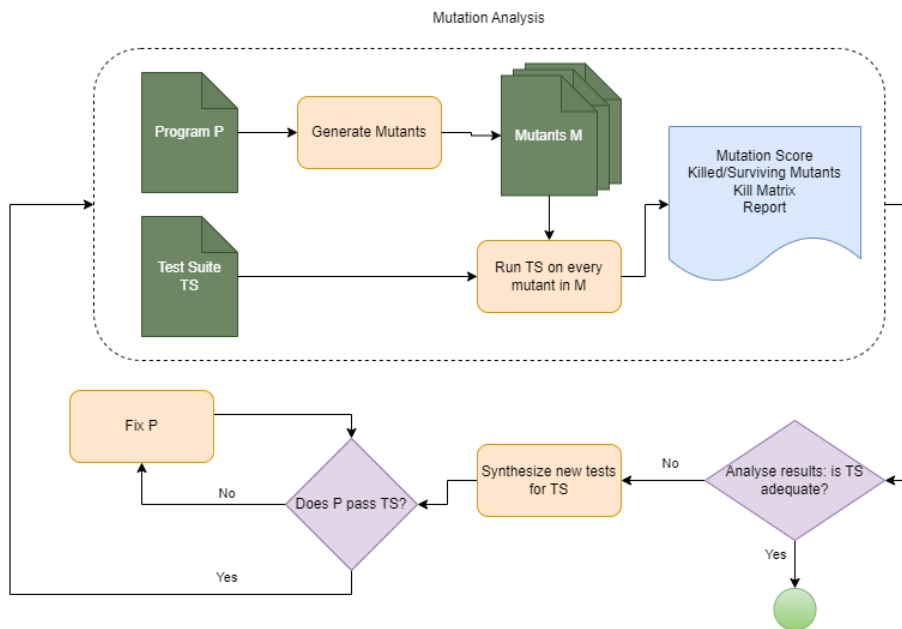 Mutation Analysis
Program P
Generate Mutants
Mutants M
Mutation Score
Killed/Surviving Mutants
Kill Matrix
Report
Test Suite
TS
Run TS on every
mutant in M
Fix P
Does P pass TS?
No
Yes
Synthesize new tests
for TS
No
Analyse results: is TS
adequate?
Yes